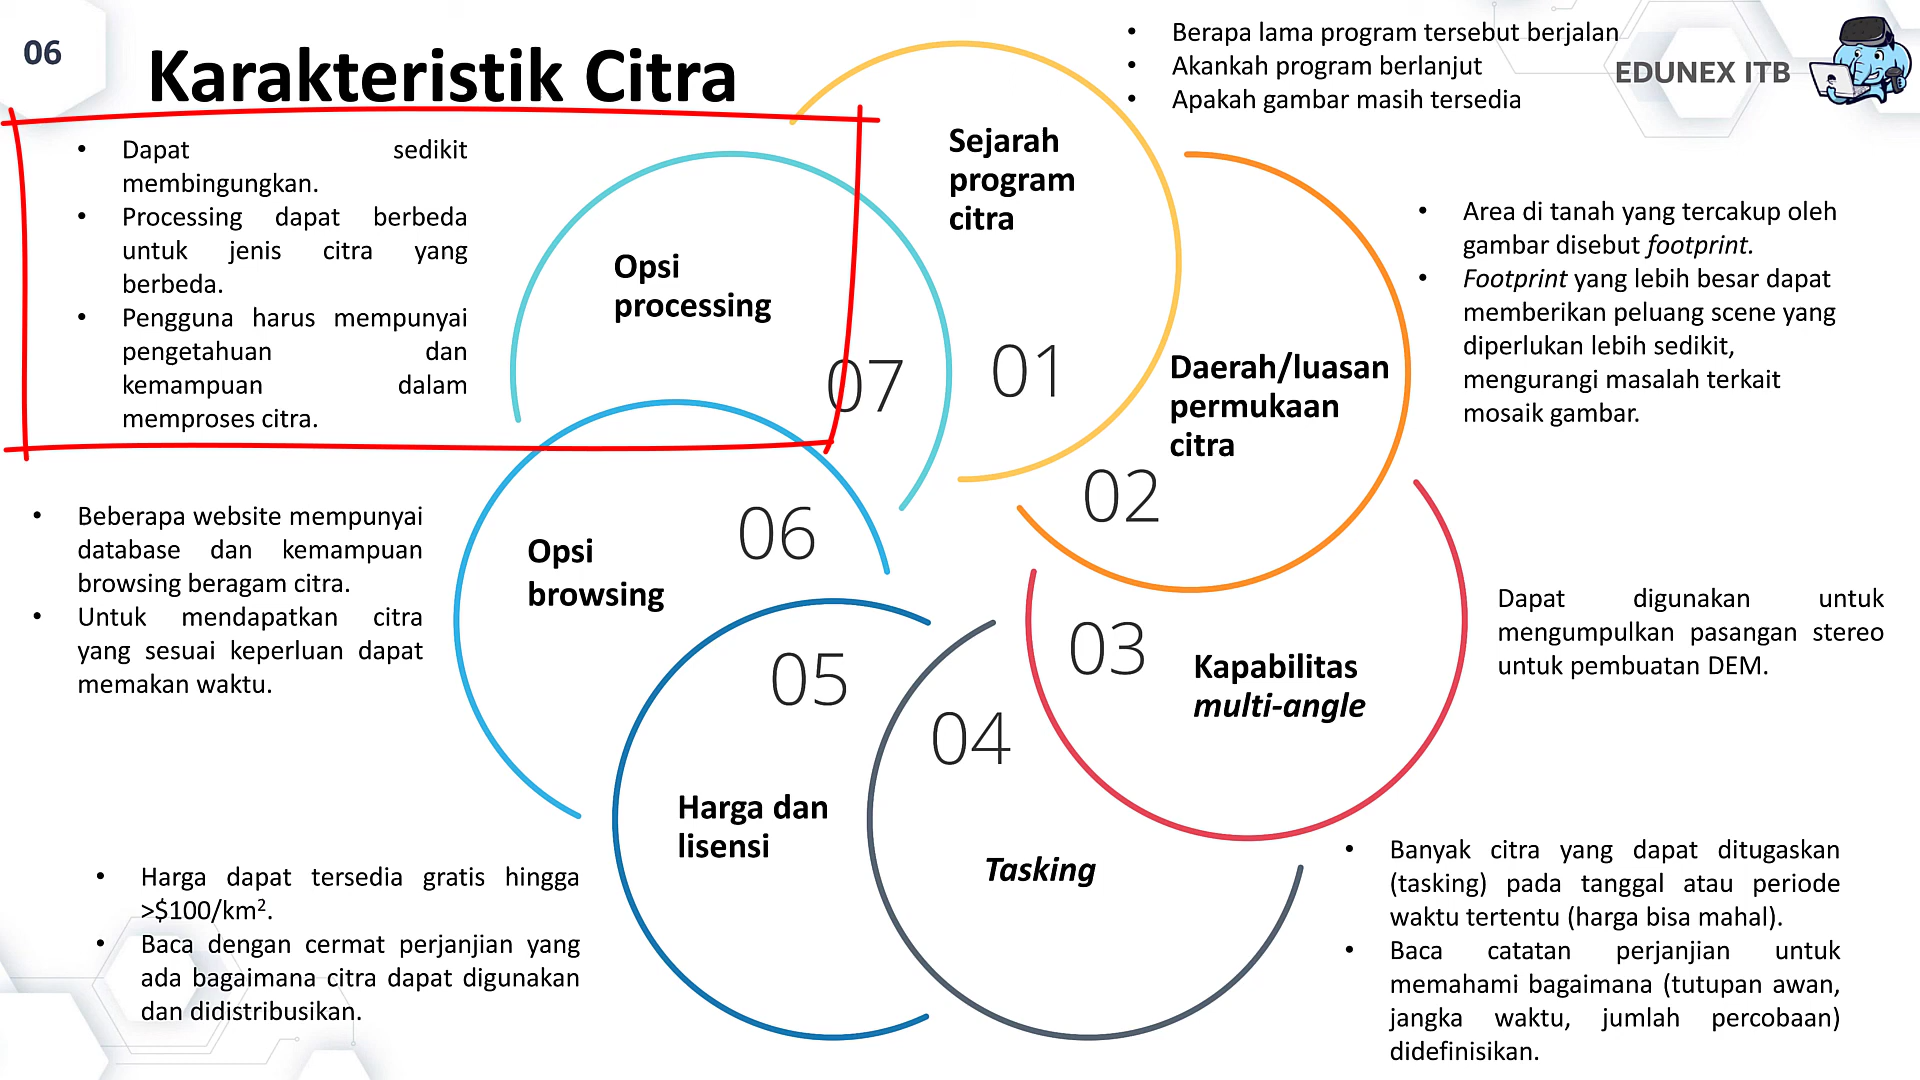 06
Karakteristik Citra
EDUNEX ITB
• Berapa lama program tersebut berjalan
• Akankah program berlanjut
• Apakah gambar masih tersedia
Sejarah
program
citra
01
• Area di tanah yang tercakup oleh
gambar disebut footprint.
• Footprint yang lebih besar dapat
memberikan peluang scene yang
diperlukan lebih sedikit,
mengurangi masalah terkait
mosaik gambar.
Daerah/luasan
permukaan
citra
02
Dapat digunakan untuk
mengumpulkan pasangan stereo
untuk pembuatan DEM.
03
Kapabilitas
multi-angle
04
Tasking
• Banyak citra yang dapat ditugaskan
(tasking) pada tanggal atau periode
waktu tertentu (harga bisa mahal).
• Baca catatan perjanjian untuk
memahami bagaimana (tutupan awan,
jangka waktu, jumlah percobaan)
didefinisikan.
05
Harga dan
lisensi
• Harga dapat tersedia gratis hingga
>$100/km².
• Baca dengan cermat perjanjian yang
ada bagaimana citra dapat digunakan
dan didistribusikan.
06
Opsi
browsing
• Beberapa website mempunyai
database dan kemampuan
browsing beragam citra.
• Untuk mendapatkan citra
yang sesuai keperluan dapat
memakan waktu.
Opsi
processing
07
• Dapat sedikit
membingungkan.
• Processing dapat berbeda
untuk jenis citra yang
berbeda.
• Pengguna harus mempunyai
pengetahuan dan
kemampuan dalam
memproses citra.